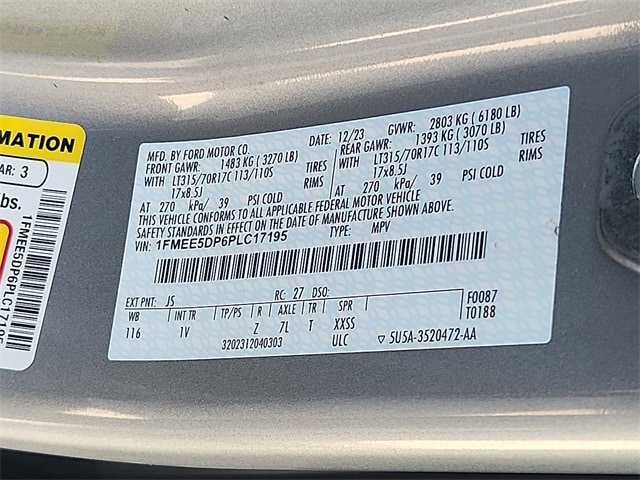 MFD. BY FORD MOTOR CO. DATE: 12/23 GVWR: 2803 KG ( 6180 LB)
FRONT GAWR: 1483 KG ( 3270 LB) REAR GAWR: 1393 KG ( 3070 LB)
WITH LT315/70R17C 113/110S TIRES WITH LT315/70R17C 113/110S TIRES
17x8.5J RIMS 17x8.5J RIMS
AT 270 kPa/ 39 PSI COLD AT 270 kPa/ 39 PSI COLD
THIS VEHICLE CONFORMS TO ALL APPLICABLE FEDERAL MOTOR VEHICLE
SAFETY STANDARDS IN EFFECT ON THE DATE OF MANUFACTURE SHOWN ABOVE.
VIN: 1FMEE5DP6PLC17195 TYPE: MPV
EXT PNT: JS RC: 27 DSO: F0087
WB INT TR TP/PS R AXLE TR SPR T0188
116 1V Z 7L T XXSS
3202312040303 ULC ▽ 5U5A-3520472-AA
MATION
AR: 3
lbs.
1FMEE5DP6PLC17195